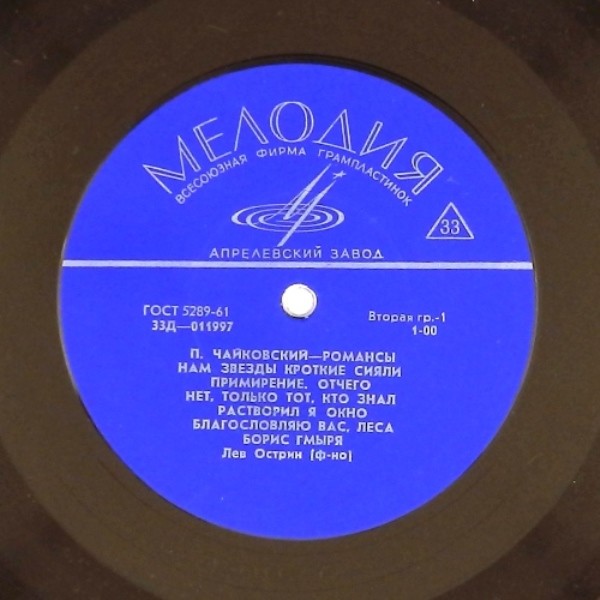 МЕЛОДИЯ
ВСЕСОЮЗНАЯ ФИРМА ГРАМПЛАСТИНОК
33
АПРЕЛЕВСКИЙ ЗАВОД
ГОСТ 5289-61
33Д—011997
Вторая гр.-1
1-00
П. ЧАЙКОВСКИЙ—РОМАНСЫ
НАМ ЗВЕЗДЫ КРОТКИЕ СИЯЛИ
ПРИМИРЕНИЕ, ОТЧЕГО
НЕТ, ТОЛЬКО ТОТ, КТО ЗНАЛ
РАСТВОРИЛ Я ОКНО
БЛАГОСЛОВЛЯЮ ВАС, ЛЕСА
БОРИС ГМЫРЯ
Лев Острин (ф-но)